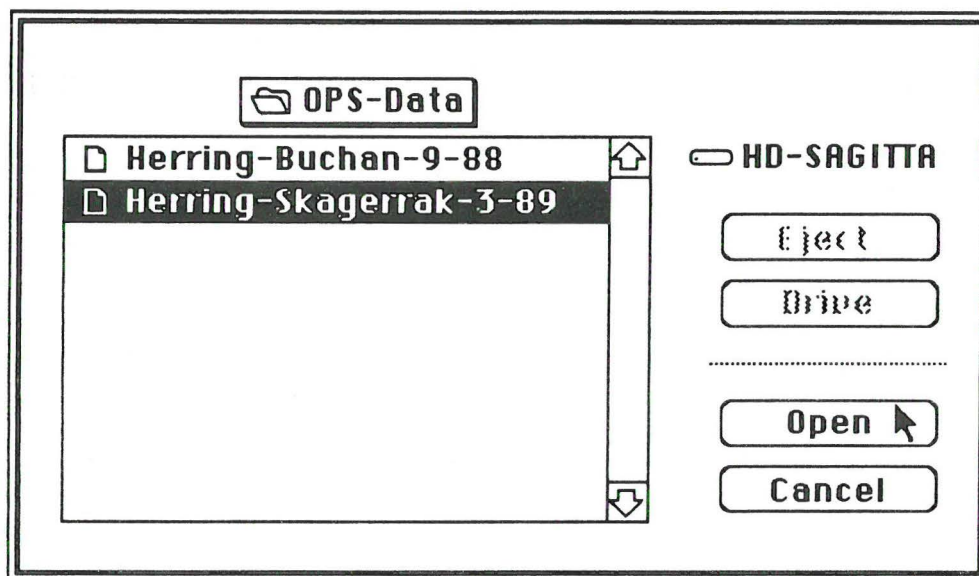 OPS-Data
Herring-Buchan-9-88
Herring-Skagerrak-3-89
HD-SAGITTA
Eject
Drive
Open
Cancel